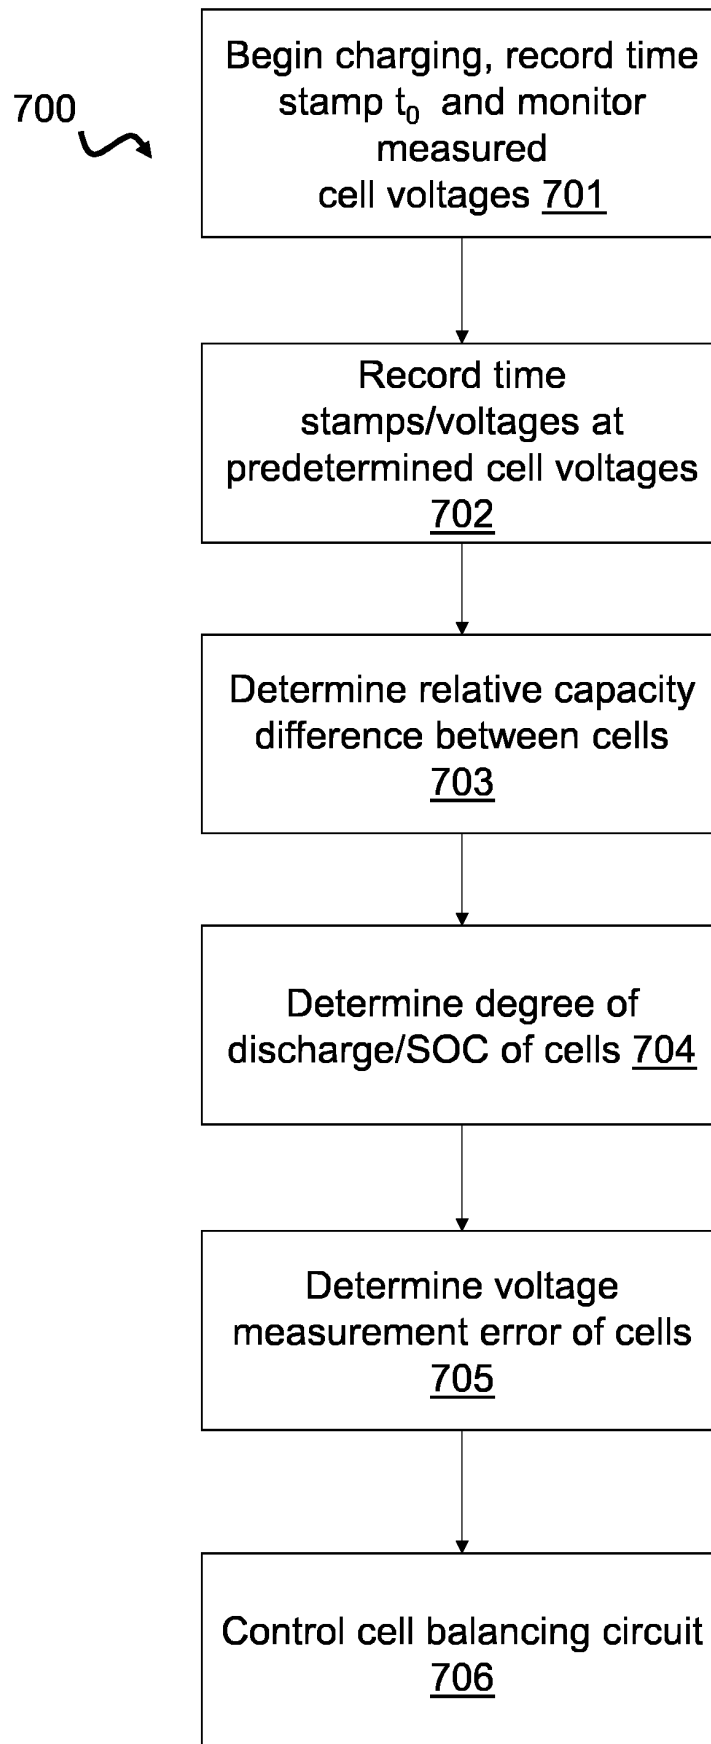 Begin charging, record time
700
stamp t₀ and monitor
measured
cell voltages 701
Record time
stamps/voltages at
predetermined cell voltages
702
Determine relative capacity
difference between cells
703
Determine degree of
discharge/SOC of cells 704
Determine voltage
measurement error of cells
705
Control cell balancing circuit
706